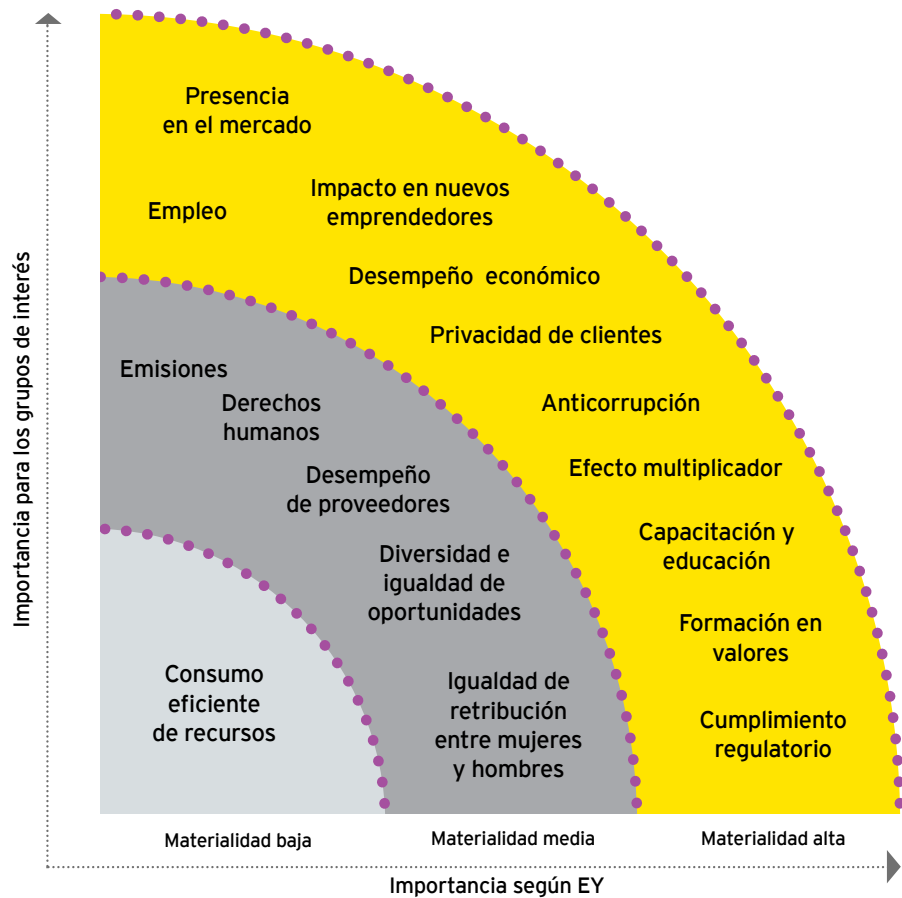 Importancia para los grupos de interés
Presencia
en el mercado
Empleo
Impacto en nuevos
emprendedores
Desempeño económico
Privacidad de clientes
Anticorrupción
Efecto multiplicador
Capacitación y
educación
Formación en
valores
Cumplimiento
regulatorio
Emisiones
Derechos
humanos
Desempeño
de proveedores
Diversidad e
igualdad de
oportunidades
Igualdad de
retribución
entre mujeres
y hombres
Consumo
eficiente
de recursos
Materialidad baja
Materialidad media
Materialidad alta
Importancia según EY